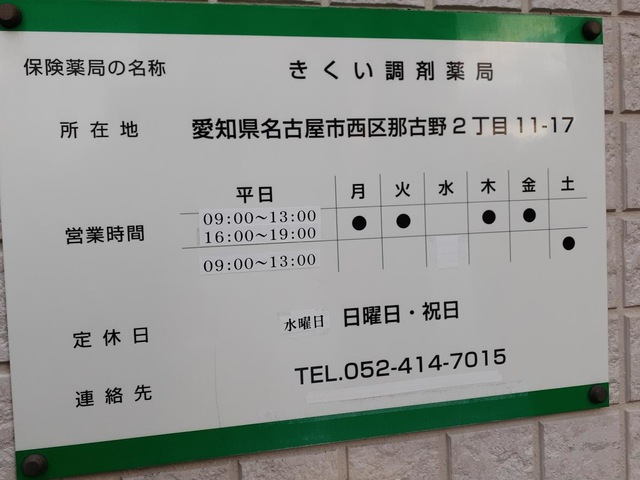 保険薬局の名称 きくい調剤薬局
所在地 愛知県名古屋市西区那古野2丁目11-17
平日 月 火 水 木 金 土
営業時間 09:00～13:00 ● ● ● ●
16:00～19:00
09:00～13:00 ●
定休日 水曜日 日曜日・祝日
連絡先 TEL.052-414-7015